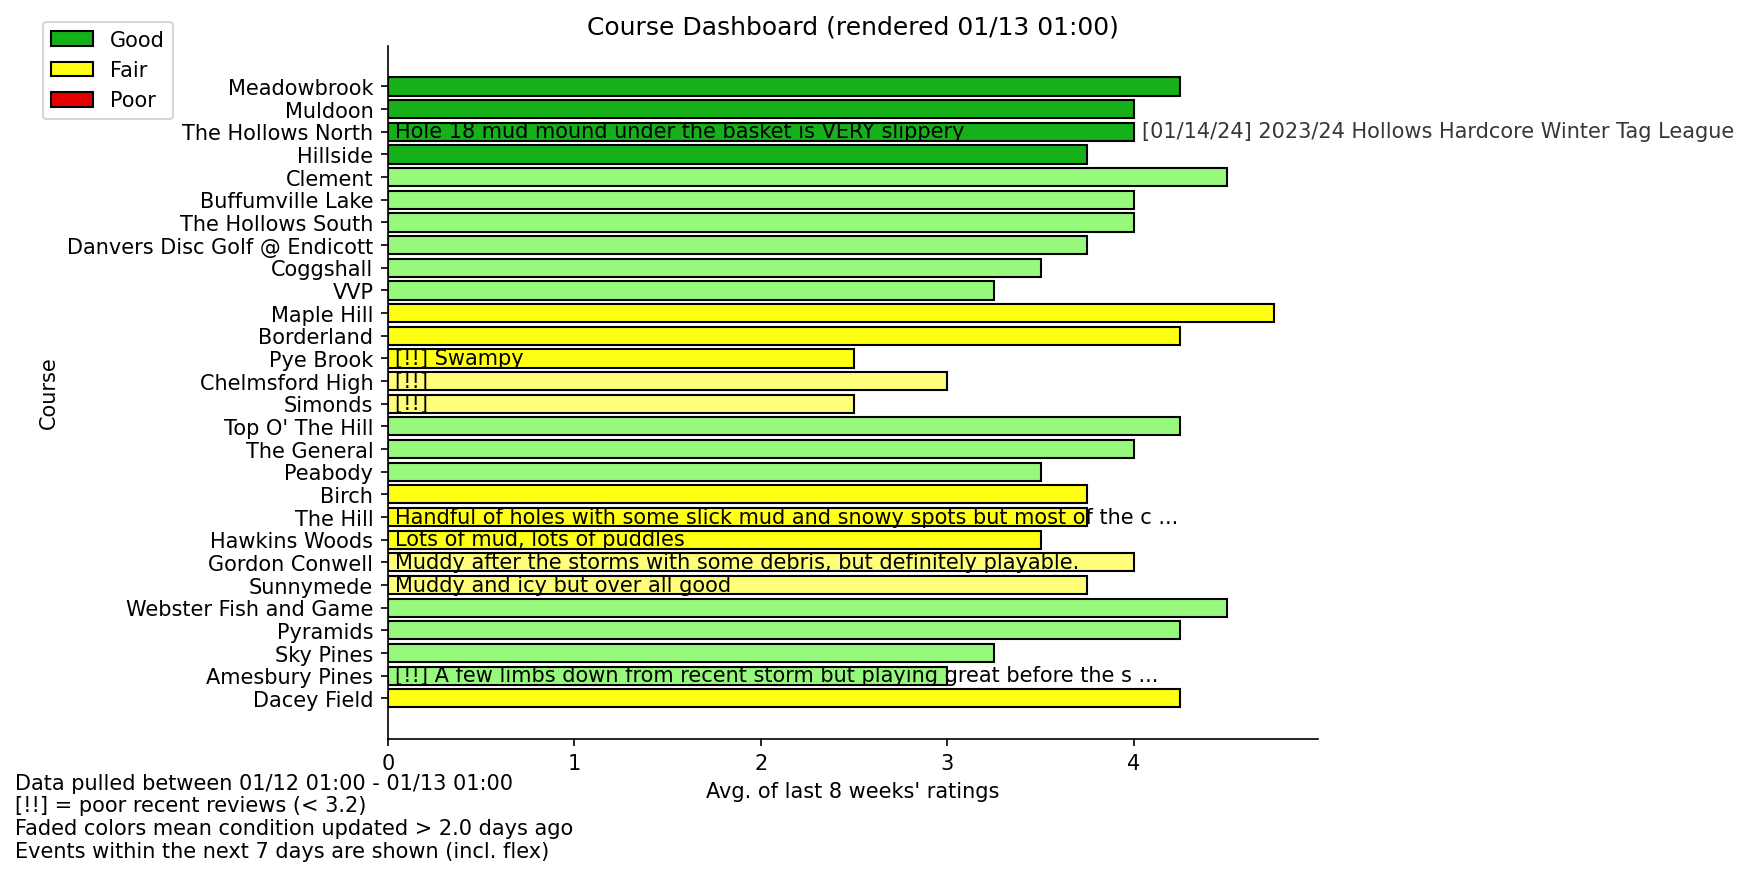 Course Dashboard (rendered 01/13 01:00)
Good
Fair
Poor
Course
Meadowbrook
Muldoon
The Hollows North Hole 18 mud mound under the basket is VERY slippery [01/14/24] 2023/24 Hollows Hardcore Winter Tag League
Hillside
Clement
Buffumville Lake
The Hollows South
Danvers Disc Golf @ Endicott
Coggshall
VVP
Maple Hill
Borderland
Pye Brook [!!] Swampy
Chelmsford High [!!]
Simonds [!!]
Top O' The Hill
The General
Peabody
Birch
The Hill Handful of holes with some slick mud and snowy spots but most of the c ...
Hawkins Woods Lots of mud, lots of puddles
Gordon Conwell Muddy after the storms with some debris, but definitely playable.
Sunnymede Muddy and icy but over all good
Webster Fish and Game
Pyramids
Sky Pines
Amesbury Pines [!!] A few limbs down from recent storm but playing great before the s ...
Dacey Field
0 1 2 3 4
Avg. of last 8 weeks' ratings
Data pulled between 01/12 01:00 - 01/13 01:00
[!!] = poor recent reviews (< 3.2)
Faded colors mean condition updated > 2.0 days ago
Events within the next 7 days are shown (incl. flex)